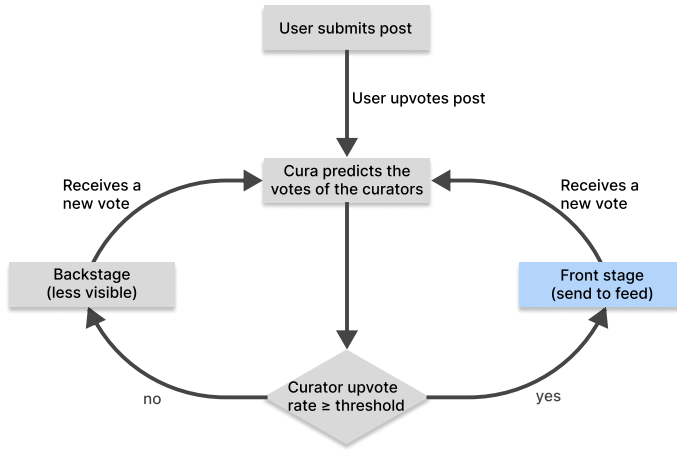 User submits post
User upvotes post
Cura predicts the
votes of the curators
Receives a
new vote
Receives a
new vote
Backstage
(less visible)
Front stage
(send to feed)
Curator upvote
rate ≥ threshold
no
yes